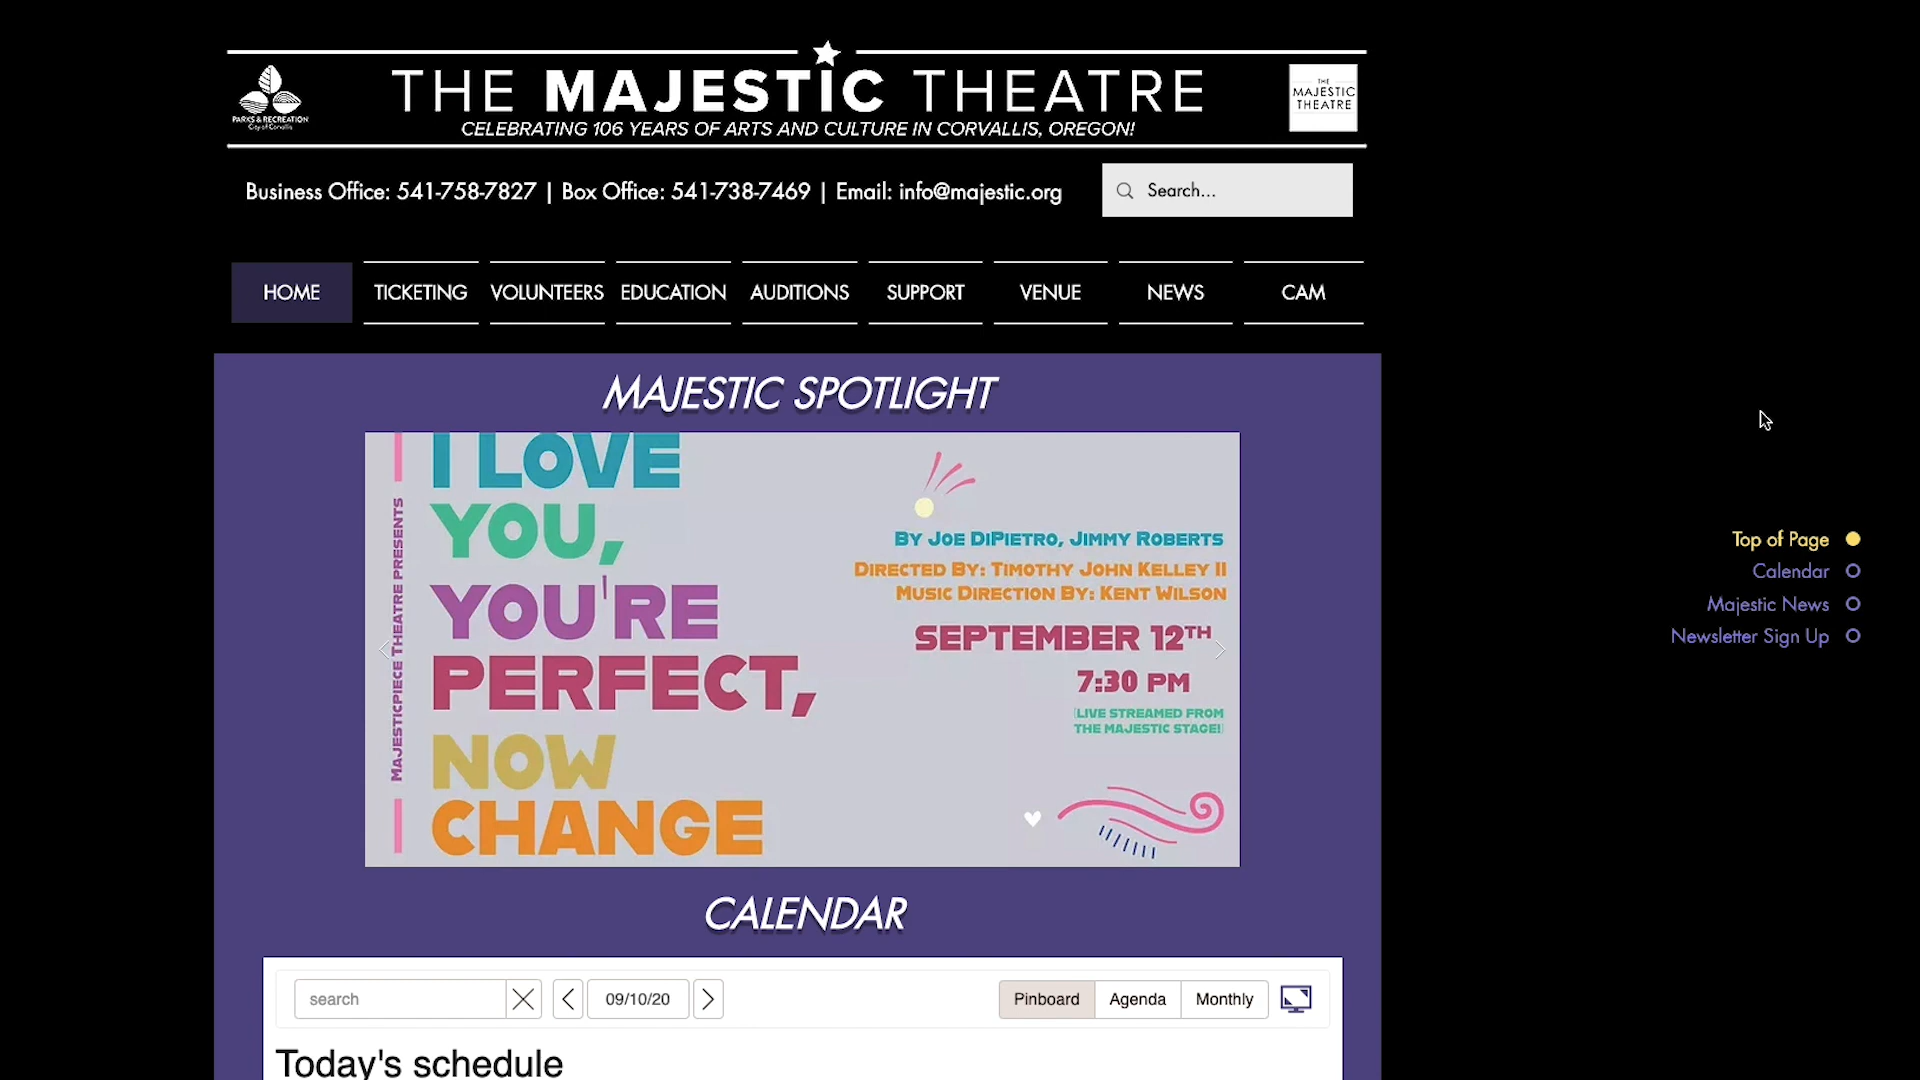 THE MAJESTIC THEATRE
CELEBRATING 106 YEARS OF ARTS AND CULTURE IN CORVALLIS, OREGON!
PARKS & RECREATION
City of Corvallis
THE
MAJESTIC
THEATRE
Business Office: 541-758-7827 | Box Office: 541-738-7469 | Email: info@majestic.org
Search...
HOME TICKETING VOLUNTEERS EDUCATION AUDITIONS SUPPORT VENUE NEWS CAM
MAJESTIC SPOTLIGHT
MAJESTICPIECE THEATRE PRESENTS
I LOVE
YOU,
YOU'RE
PERFECT,
NOW
CHANGE
BY JOE DIPIETRO, JIMMY ROBERTS
DIRECTED BY: TIMOTHY JOHN KELLEY II
MUSIC DIRECTION BY: KENT WILSON
SEPTEMBER 12TH
7:30 PM
(LIVE STREAMED FROM
THE MAJESTIC STAGE!)
Top of Page
Calendar
Majestic News
Newsletter Sign Up
CALENDAR
search
09/10/20
Pinboard Agenda Monthly
Today's schedule